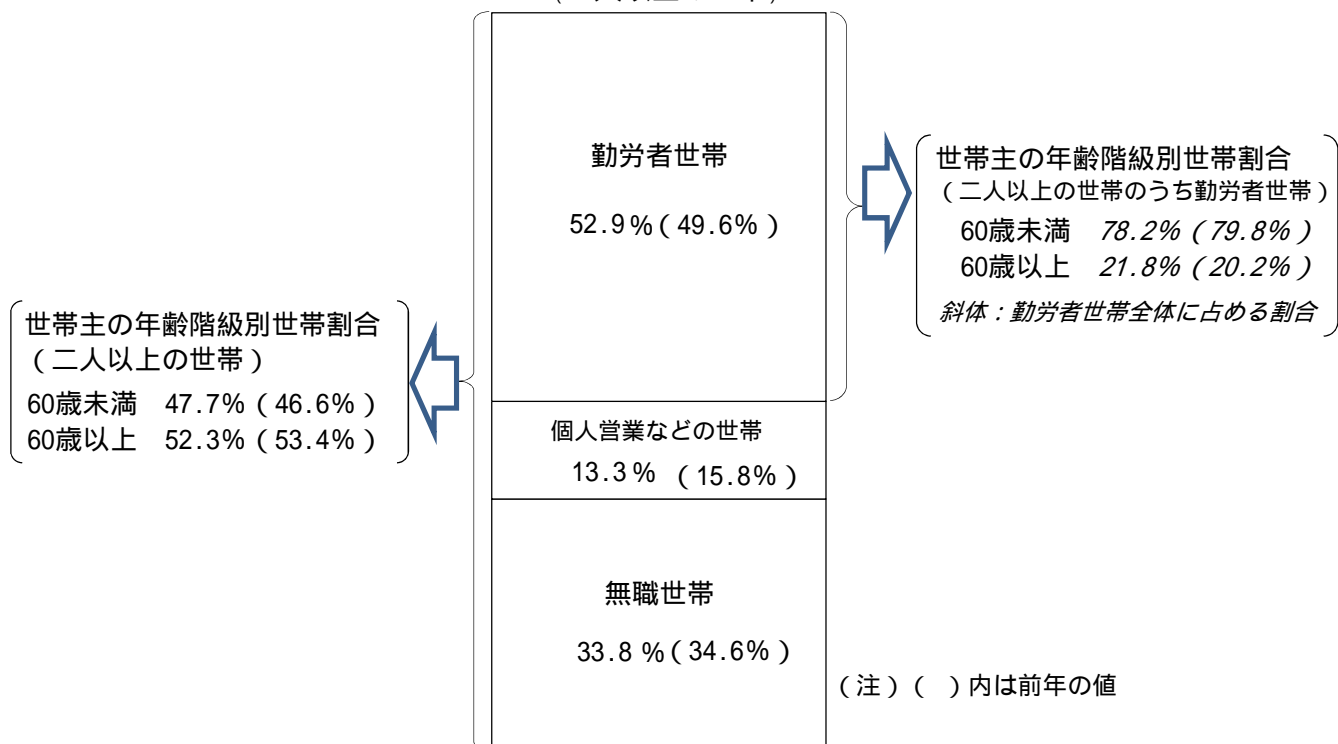 勤労者世帯
52.9%(49.6%)
世帯主の年齢階級別世帯割合
(二人以上の世帯のうち勤労者世帯)
60歳未満 78.2%(79.8%)
60歳以上 21.8%(20.2%)
斜体:勤労者世帯全体に占める割合
世帯主の年齢階級別世帯割合
(二人以上の世帯)
60歳未満 47.7%(46.6%)
60歳以上 52.3%(53.4%)
個人営業などの世帯
13.3% (15.8%)
無職世帯
33.8%(34.6%)
(注)( )内は前年の値